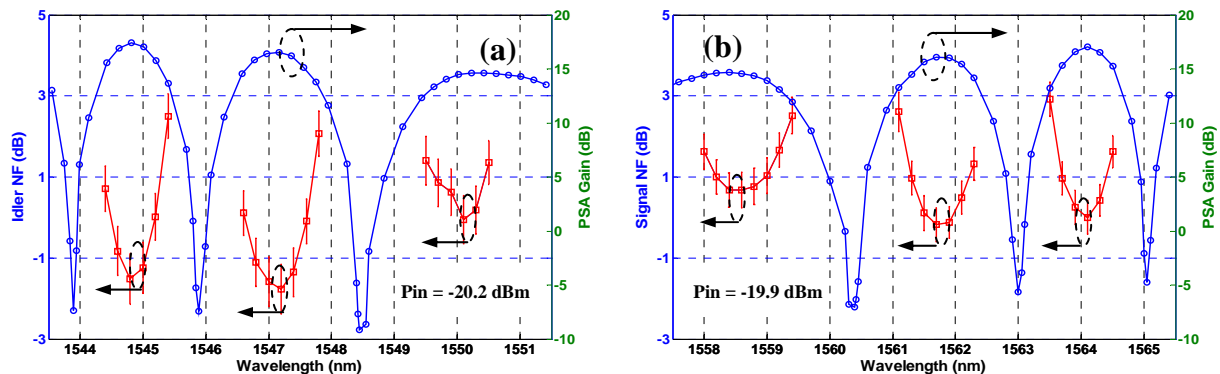 (a)
Idler NF (dB)
5
3
1
-1
-3
20
15
10
5
0
-5
-10
PSA Gain (dB)
Pin = -20.2 dBm
1544 1545 1546 1547 1548 1549 1550 1551
Wavelength (nm)
(b)
Signal NF (dB)
5
3
1
-1
-3
20
15
10
5
0
-5
-10
PSA Gain (dB)
Pin = -19.9 dBm
1558 1559 1560 1561 1562 1563 1564 1565
Wavelength (nm)